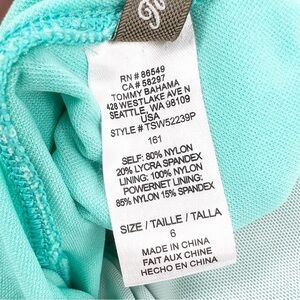 RN # 86549
CA # 58297
TOMMY BAHAMA
428 WESTLAKE AVE N
SEATTLE, WA 98109
USA
STYLE # TSW52239P
161
SELF: 80% NYLON
20% LYCRA SPANDEX
LINING: 100% NYLON
POWERNET LINING:
85% NYLON 15% SPANDEX
SIZE / TAILLE / TALLA
6
MADE IN CHINA
FAIT AUX CHINE
HECHO EN CHINA